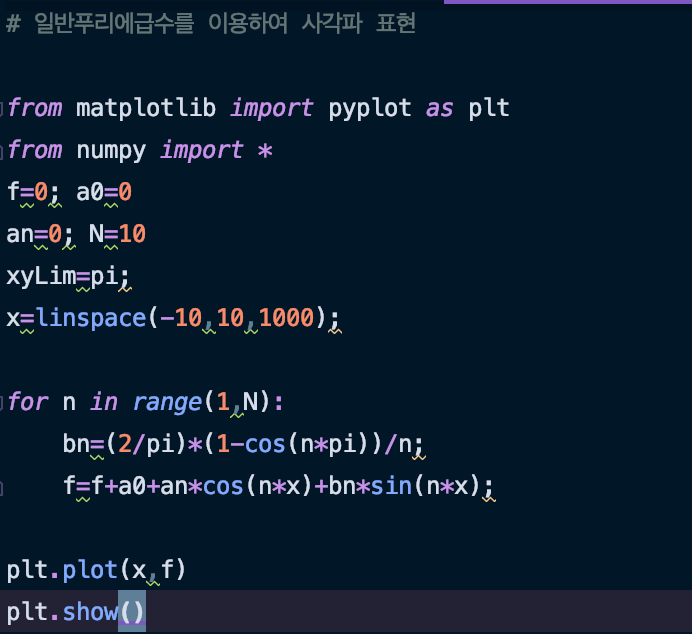 # 일반푸리에급수를 이용하여 사각파 표현
from matplotlib import pyplot as plt
from numpy import *
f=0; a0=0
an=0; N=10
xyLim=pi;
x=linspace(-10,10,1000);
for n in range(1,N):
    bn=(2/pi)*(1-cos(n*pi))/n;
    f=f+a0+an*cos(n*x)+bn*sin(n*x);
plt.plot(x,f)
plt.show()